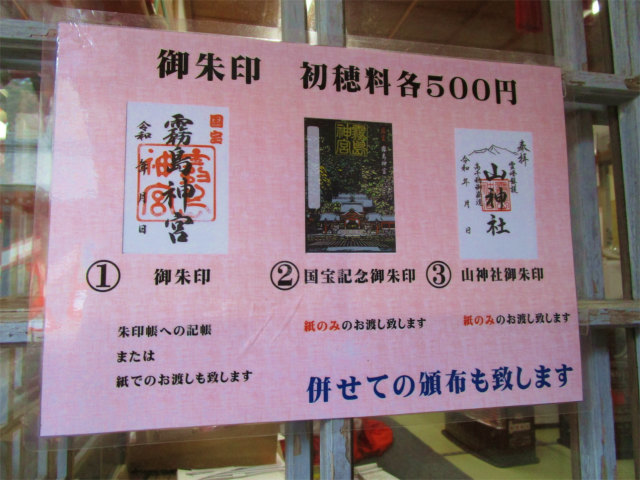 御朱印 初穂料各500円
国宝
霧島神宮
令和 年 月 日
霧島神宮
奉拝
山神社
令和 年 月 日
① 御朱印
② 国宝記念御朱印
③ 山神社御朱印
朱印帳への記帳
または
紙でのお渡しも致します
紙のみのお渡し致します
紙のみのお渡し致します
併せての頒布も致します